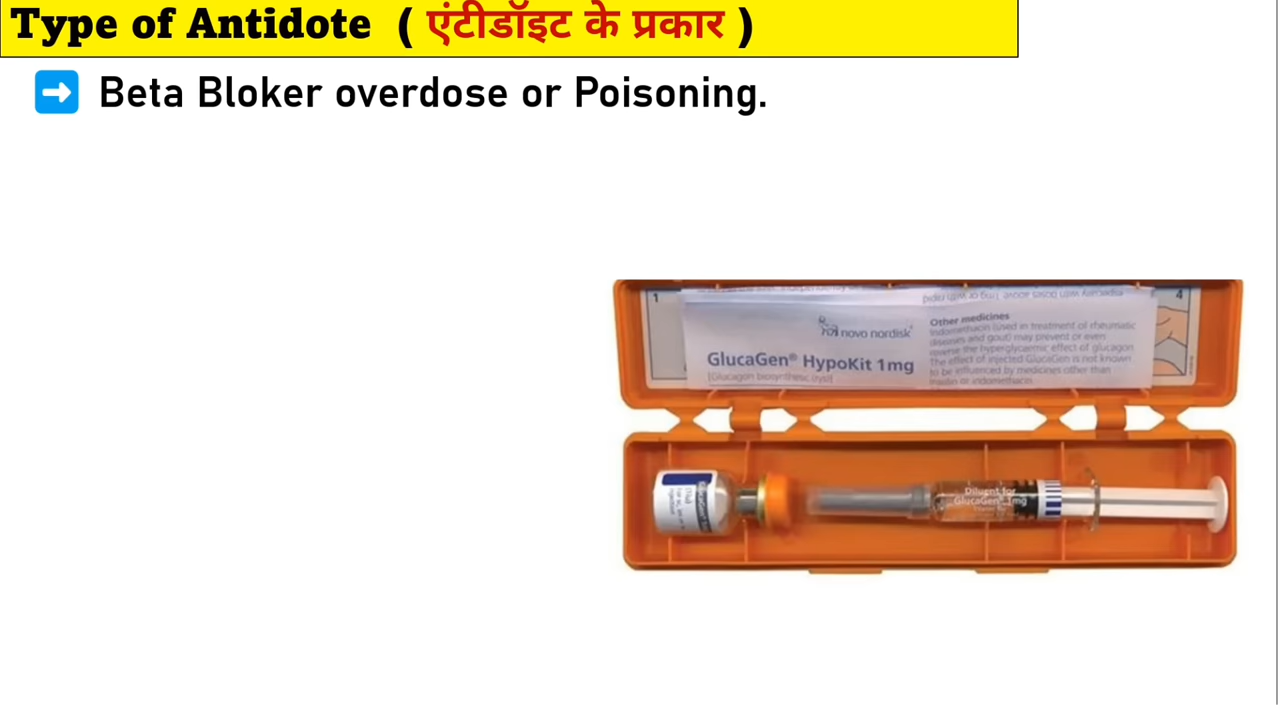 Type of Antidote ( एंटीडॉइट के प्रकार )
➡ Beta Bloker overdose or Poisoning.
1
4
novo nordisk
GlucaGen® HypoKit 1mg
Other medicines
Indomethacin (used in treatment of rheumatic
diseases and gout) may prevent or even
reverse the hyperglycaemic effect of glucagon
The effect of injected GlucaGen is not known
to be influenced by medicines other than
insulin or indomethacin
Diluent for
GlucaGen® 1mg